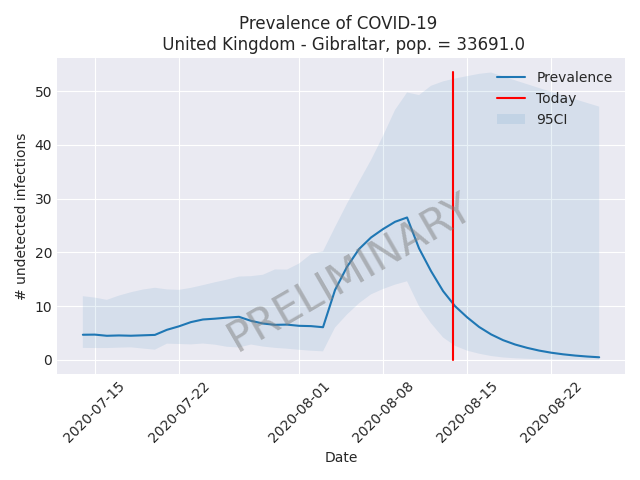 Prevalence of COVID-19
United Kingdom - Gibraltar, pop. = 33691.0
# undetected infections
50
40
30
20
10
0
Prevalence
Today
95CI
PRELIMINARY
2020-07-15
2020-07-22
2020-08-01
2020-08-08
2020-08-15
2020-08-22
Date